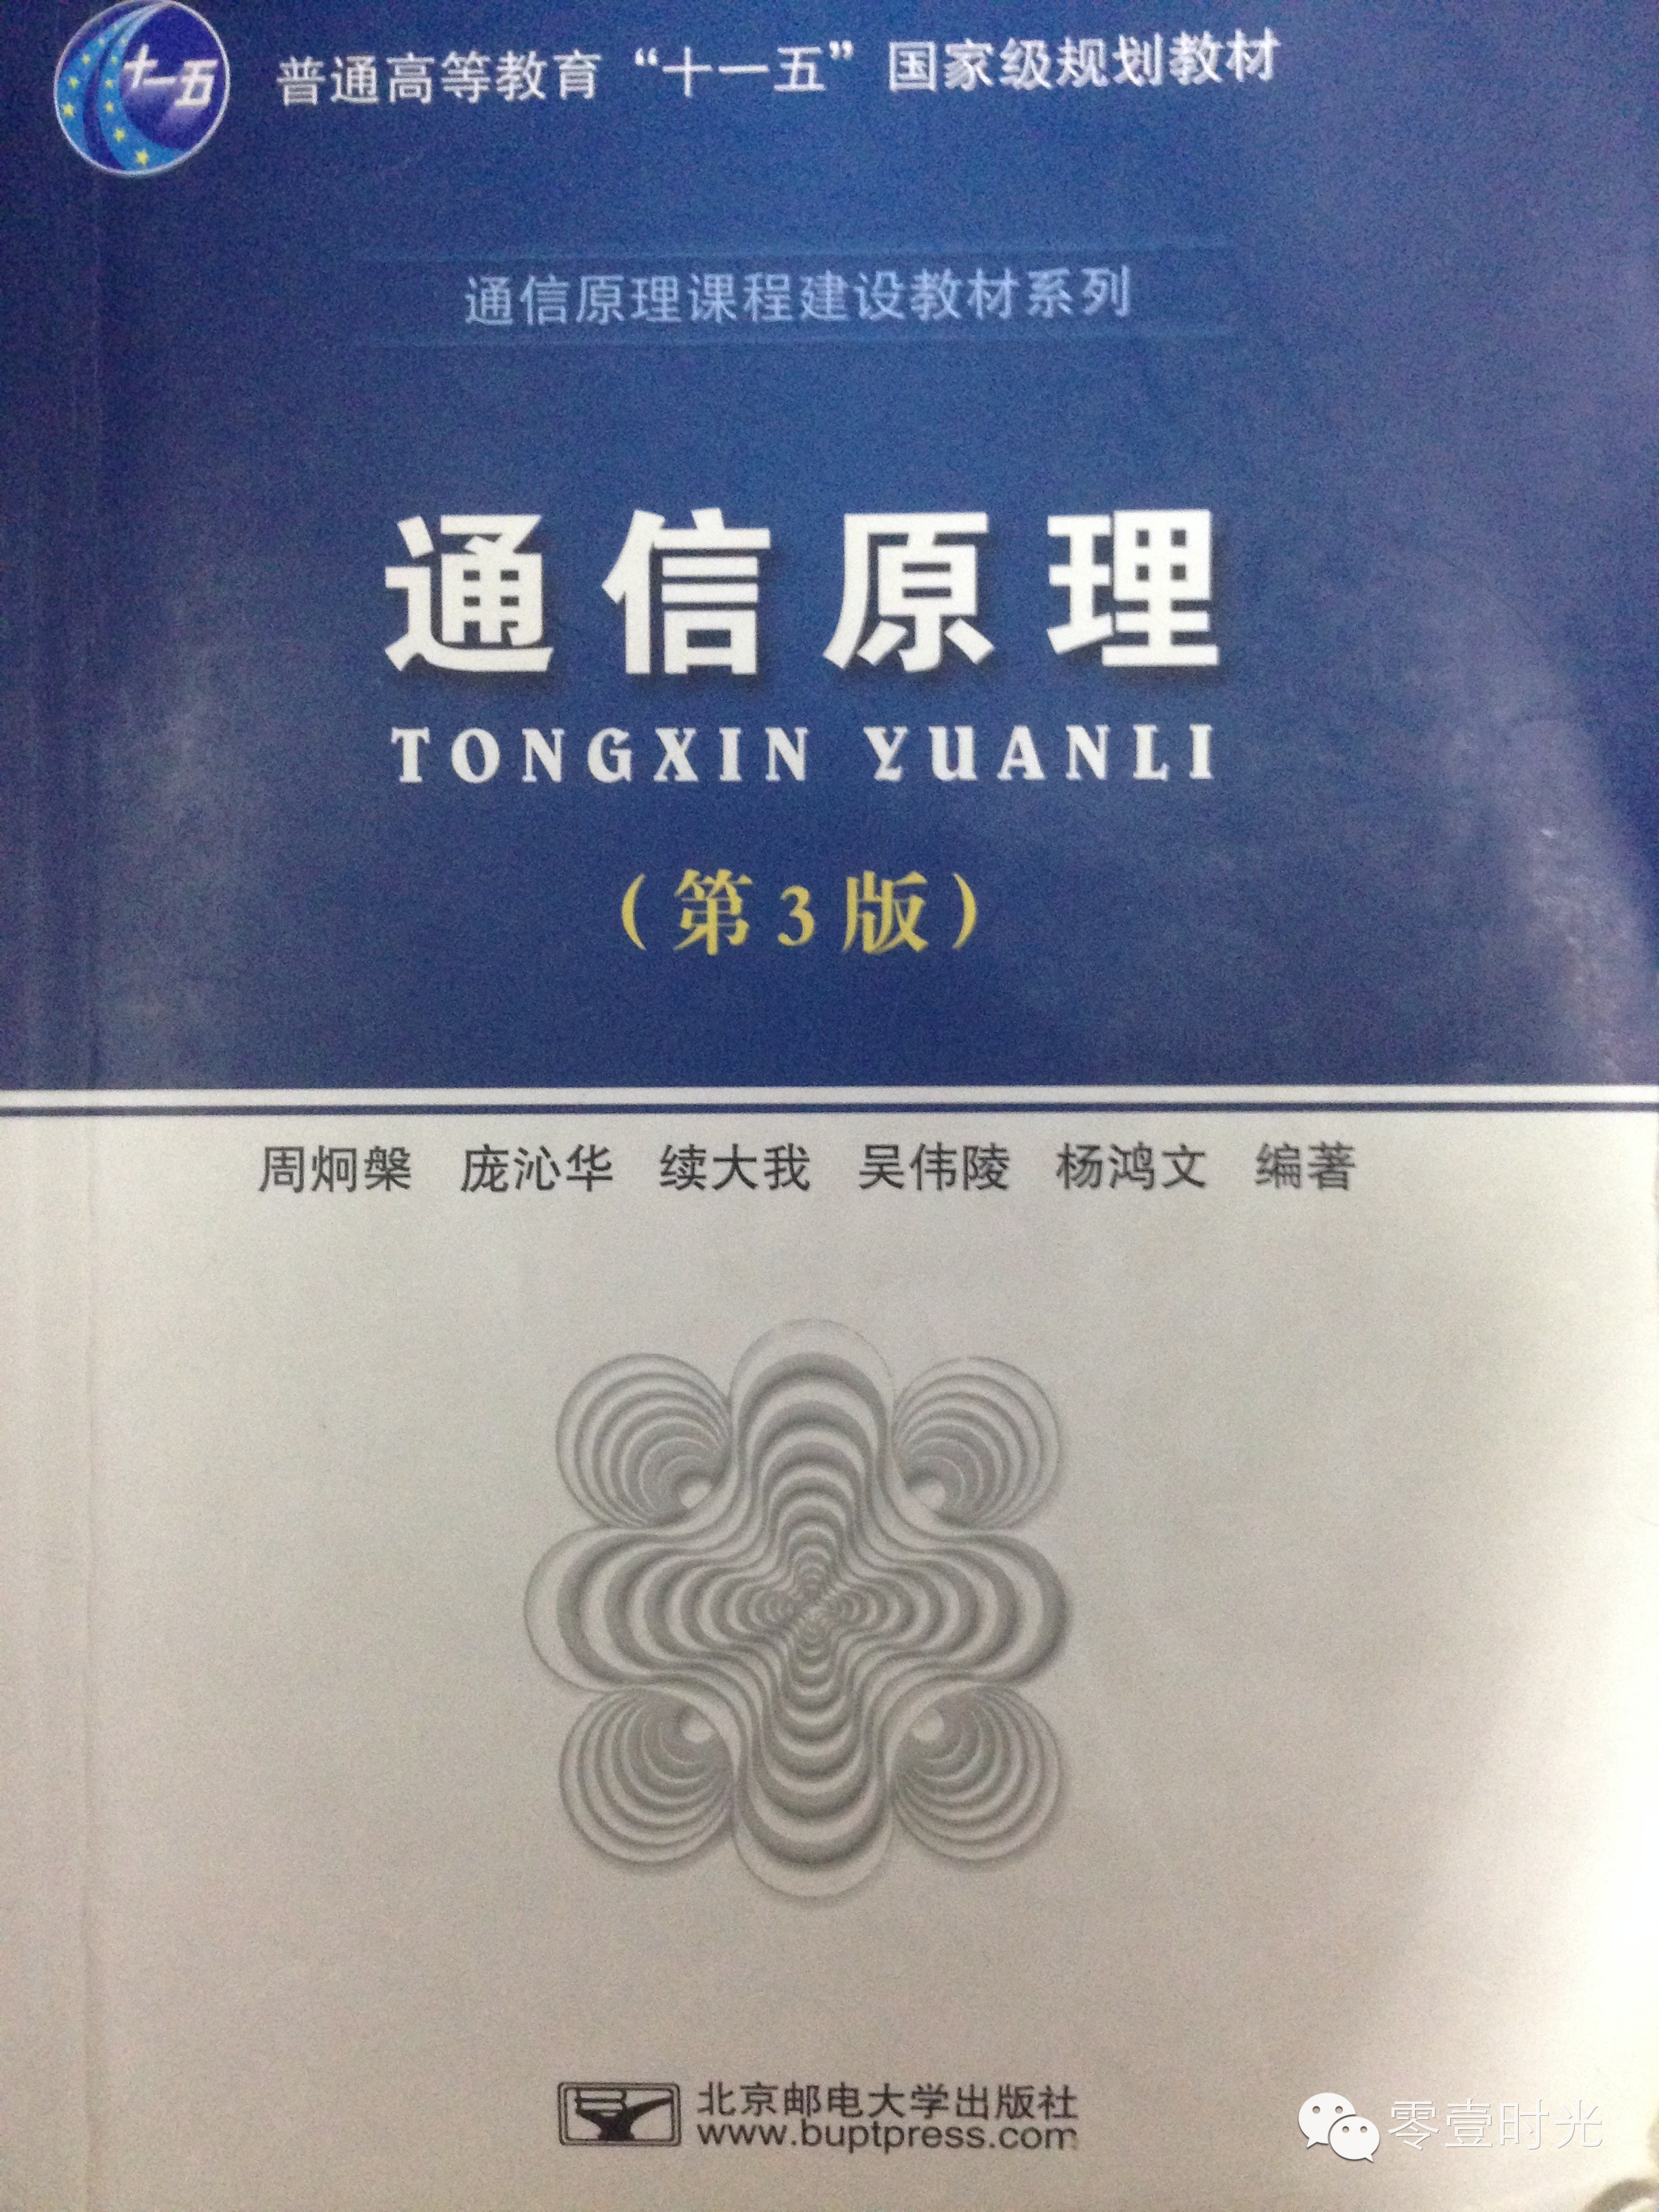 十一五
普通高等教育“十一五”国家级规划教材
通信原理课程建设教材系列
通信原理
TONGXIN YUANLI
（第3版）
周炯槃 庞沁华 续大我 吴伟陵 杨鸿文 编著
北京邮电大学出版社
www.buptpress.com
零壹时光